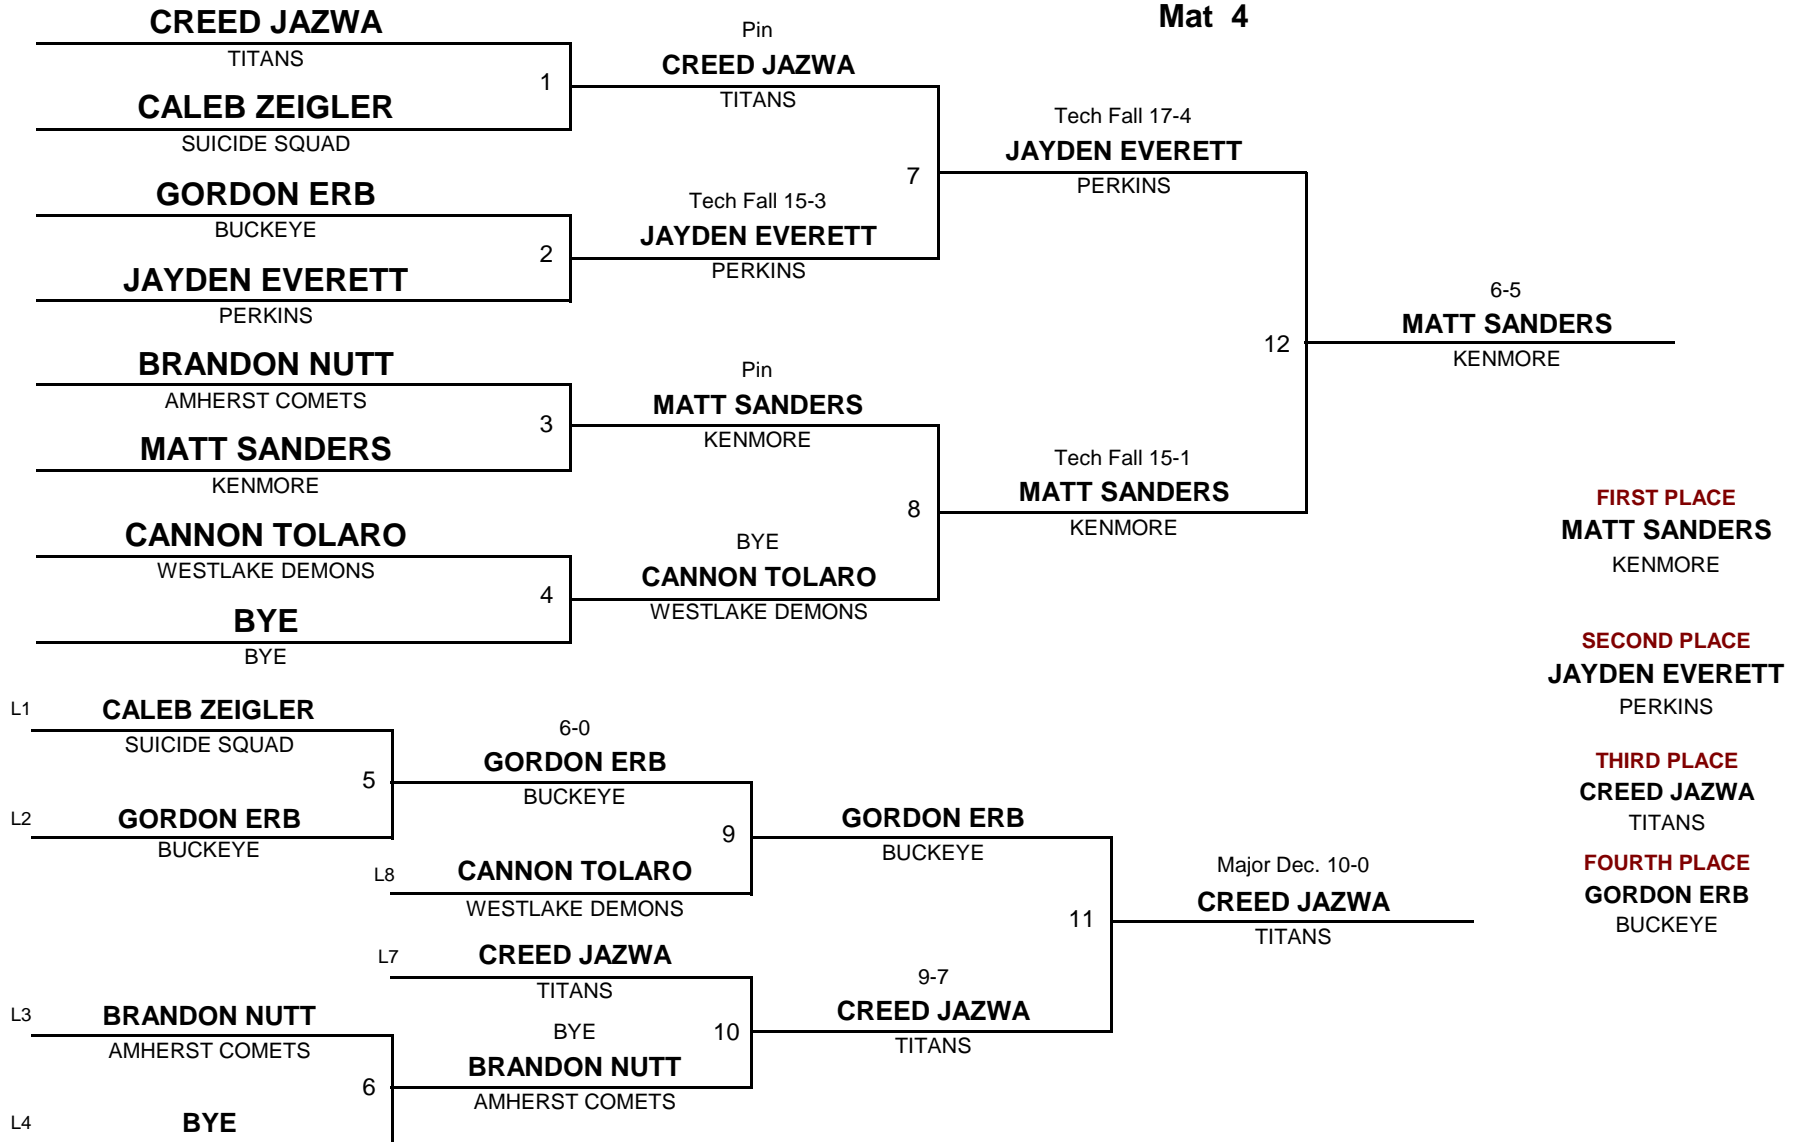 Mat 4
CREED JAZWA
TITANS
1
CALEB ZEIGLER
SUICIDE SQUAD
GORDON ERB
BUCKEYE
2
JAYDEN EVERETT
PERKINS
BRANDON NUTT
AMHERST COMETS
3
MATT SANDERS
KENMORE
CANNON TOLARO
WESTLAKE DEMONS
4
BYE
BYE
Pin
CREED JAZWA
TITANS
7
Tech Fall 15-3
JAYDEN EVERETT
PERKINS
Pin
MATT SANDERS
KENMORE
8
BYE
CANNON TOLARO
WESTLAKE DEMONS
Tech Fall 17-4
JAYDEN EVERETT
PERKINS
12
Tech Fall 15-1
MATT SANDERS
KENMORE
6-5
MATT SANDERS
KENMORE
FIRST PLACE
MATT SANDERS
KENMORE
SECOND PLACE
JAYDEN EVERETT
PERKINS
THIRD PLACE
CREED JAZWA
TITANS
FOURTH PLACE
GORDON ERB
BUCKEYE
L1 CALEB ZEIGLER
SUICIDE SQUAD
5
L2 GORDON ERB
BUCKEYE
L3 BRANDON NUTT
AMHERST COMETS
6
L4 BYE
6-0
GORDON ERB
BUCKEYE
9
L8 CANNON TOLARO
WESTLAKE DEMONS
L7 CREED JAZWA
TITANS
10
BYE
BRANDON NUTT
AMHERST COMETS
GORDON ERB
BUCKEYE
11
9-7
CREED JAZWA
TITANS
Major Dec. 10-0
CREED JAZWA
TITANS